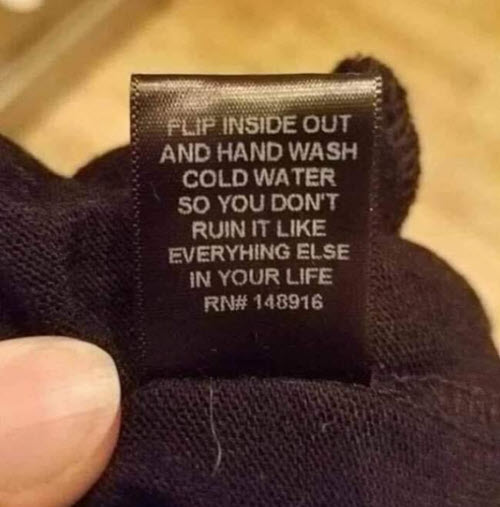 FLIP INSIDE OUT
AND HAND WASH
COLD WATER
SO YOU DON'T
RUIN IT LIKE
EVERYHING ELSE
IN YOUR LIFE
RN# 148916